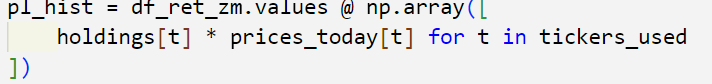 pl_hist = df_ret_zm.values @ np.array([
    holdings[t] * prices_today[t] for t in tickers_used
])